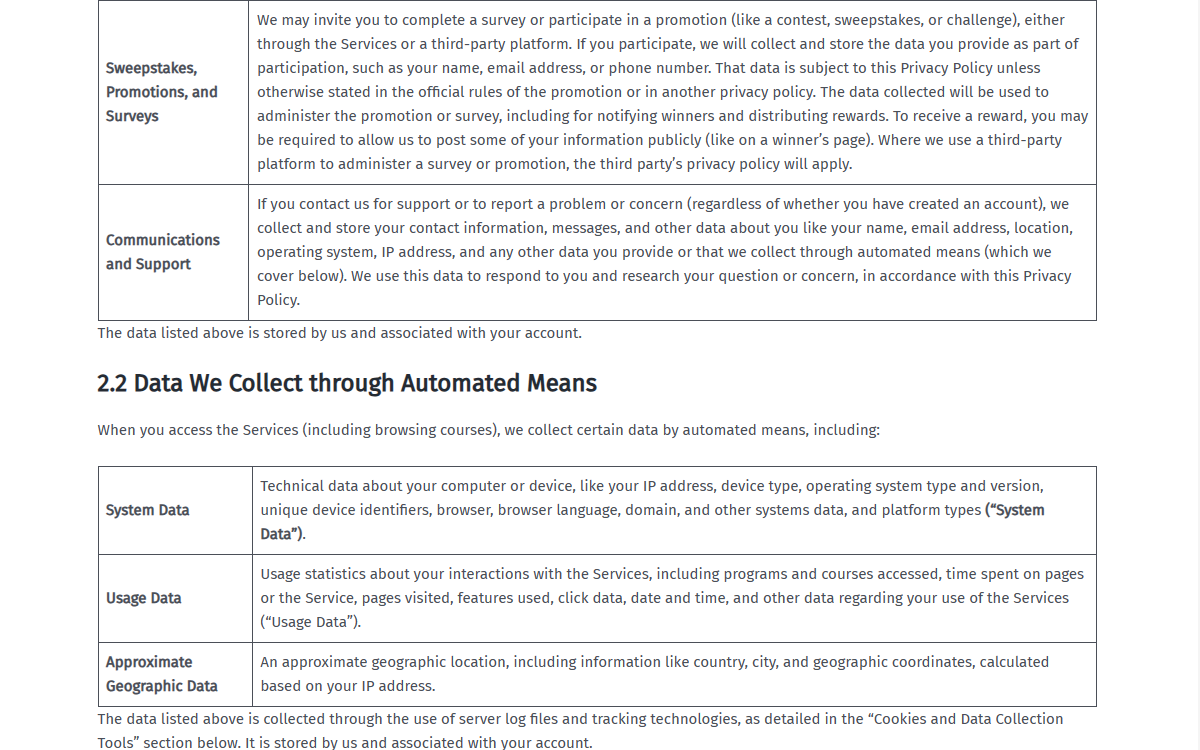 Sweepstakes,
Promotions, and
Surveys
We may invite you to complete a survey or participate in a promotion (like a contest, sweepstakes, or challenge), either
through the Services or a third-party platform. If you participate, we will collect and store the data you provide as part of
participation, such as your name, email address, or phone number. That data is subject to this Privacy Policy unless
otherwise stated in the official rules of the promotion or in another privacy policy. The data collected will be used to
administer the promotion or survey, including for notifying winners and distributing rewards. To receive a reward, you may
be required to allow us to post some of your information publicly (like on a winner’s page). Where we use a third-party
platform to administer a survey or promotion, the third party’s privacy policy will apply.
Communications
and Support
If you contact us for support or to report a problem or concern (regardless of whether you have created an account), we
collect and store your contact information, messages, and other data about you like your name, email address, location,
operating system, IP address, and any other data you provide or that we collect through automated means (which we
cover below). We use this data to respond to you and research your question or concern, in accordance with this Privacy
Policy.
The data listed above is stored by us and associated with your account.
2.2 Data We Collect through Automated Means
When you access the Services (including browsing courses), we collect certain data by automated means, including:
System Data
Technical data about your computer or device, like your IP address, device type, operating system type and version,
unique device identifiers, browser, browser language, domain, and other systems data, and platform types (“System
Data”).
Usage Data
Usage statistics about your interactions with the Services, including programs and courses accessed, time spent on pages
or the Service, pages visited, features used, click data, date and time, and other data regarding your use of the Services
(“Usage Data”).
Approximate
Geographic Data
An approximate geographic location, including information like country, city, and geographic coordinates, calculated
based on your IP address.
The data listed above is collected through the use of server log files and tracking technologies, as detailed in the “Cookies and Data Collection
Tools” section below. It is stored by us and associated with your account.